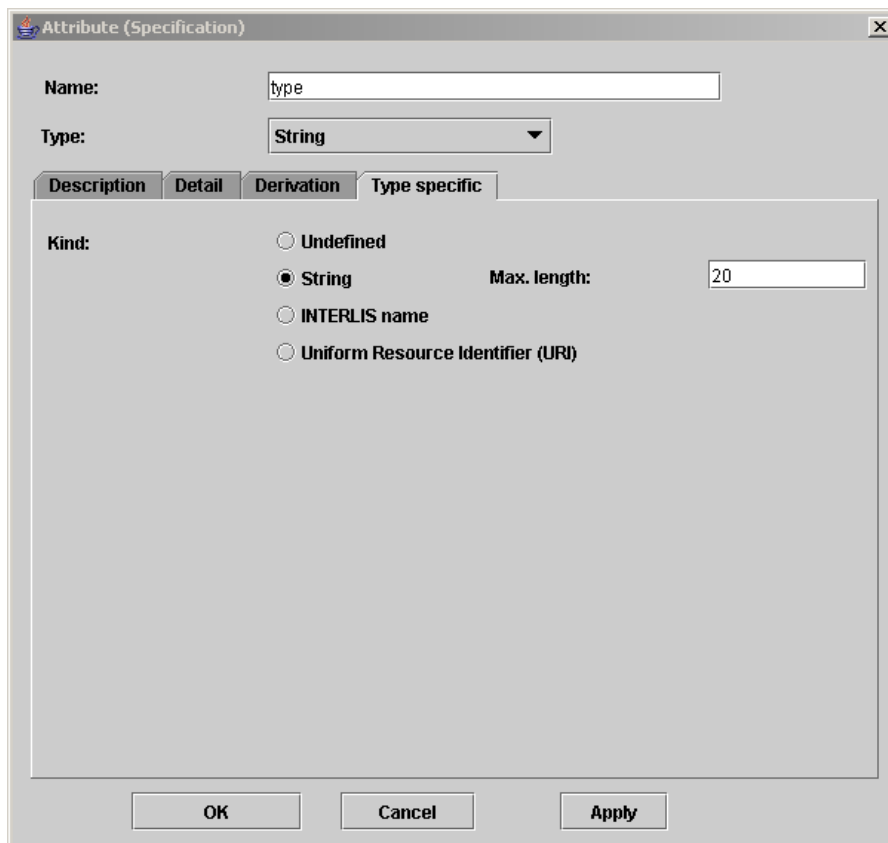 Attribute (Specification)
Name: type
Type: String
Description Detail Derivation Type specific
Kind: Undefined
String Max. length: 20
INTERLIS name
Uniform Resource Identifier (URI)
OK Cancel Apply